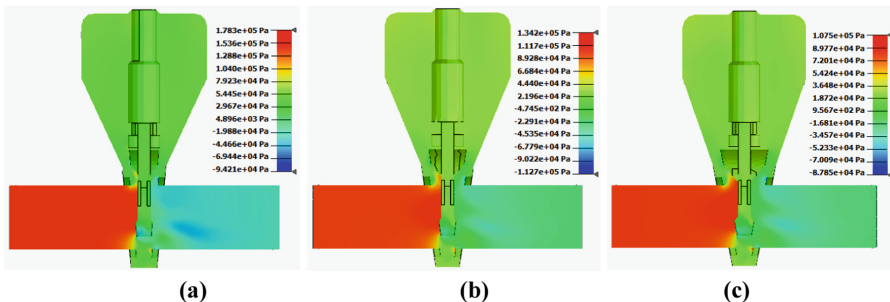 1.783e+05 Pa
1.536e+05 Pa
1.288e+05 Pa
1.040e+05 Pa
7.923e+04 Pa
5.445e+04 Pa
2.967e+04 Pa
4.896e+03 Pa
-1.988e+04 Pa
-4.466e+04 Pa
-6.944e+04 Pa
-9.421e+04 Pa
(a)
1.342e+05 Pa
1.117e+05 Pa
8.928e+04 Pa
6.684e+04 Pa
4.440e+04 Pa
2.196e+04 Pa
-4.745e+02 Pa
-2.291e+04 Pa
-4.535e+04 Pa
-6.779e+04 Pa
-9.022e+04 Pa
-1.127e+05 Pa
(b)
1.075e+05 Pa
8.977e+04 Pa
7.201e+04 Pa
5.424e+04 Pa
3.648e+04 Pa
1.872e+04 Pa
9.567e+02 Pa
-1.681e+04 Pa
-3.457e+04 Pa
-5.233e+04 Pa
-7.009e+04 Pa
-8.785e+04 Pa
(c)